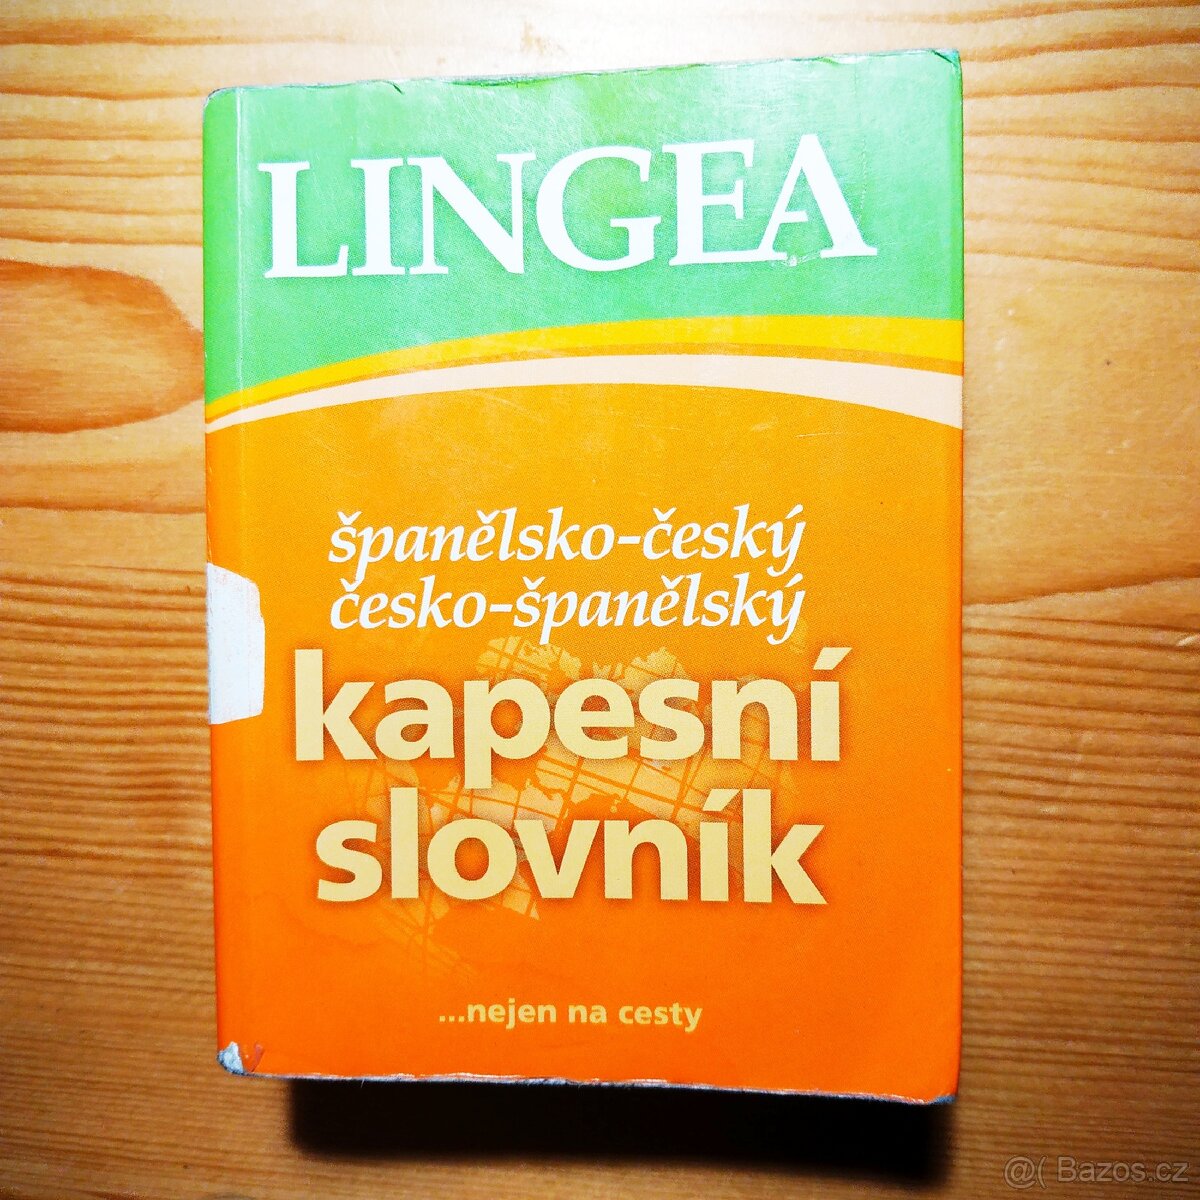 LINGEA
španělsko-český
česko-španělský
kapesní
slovník
...nejen na cesty
@( Bazos.cz